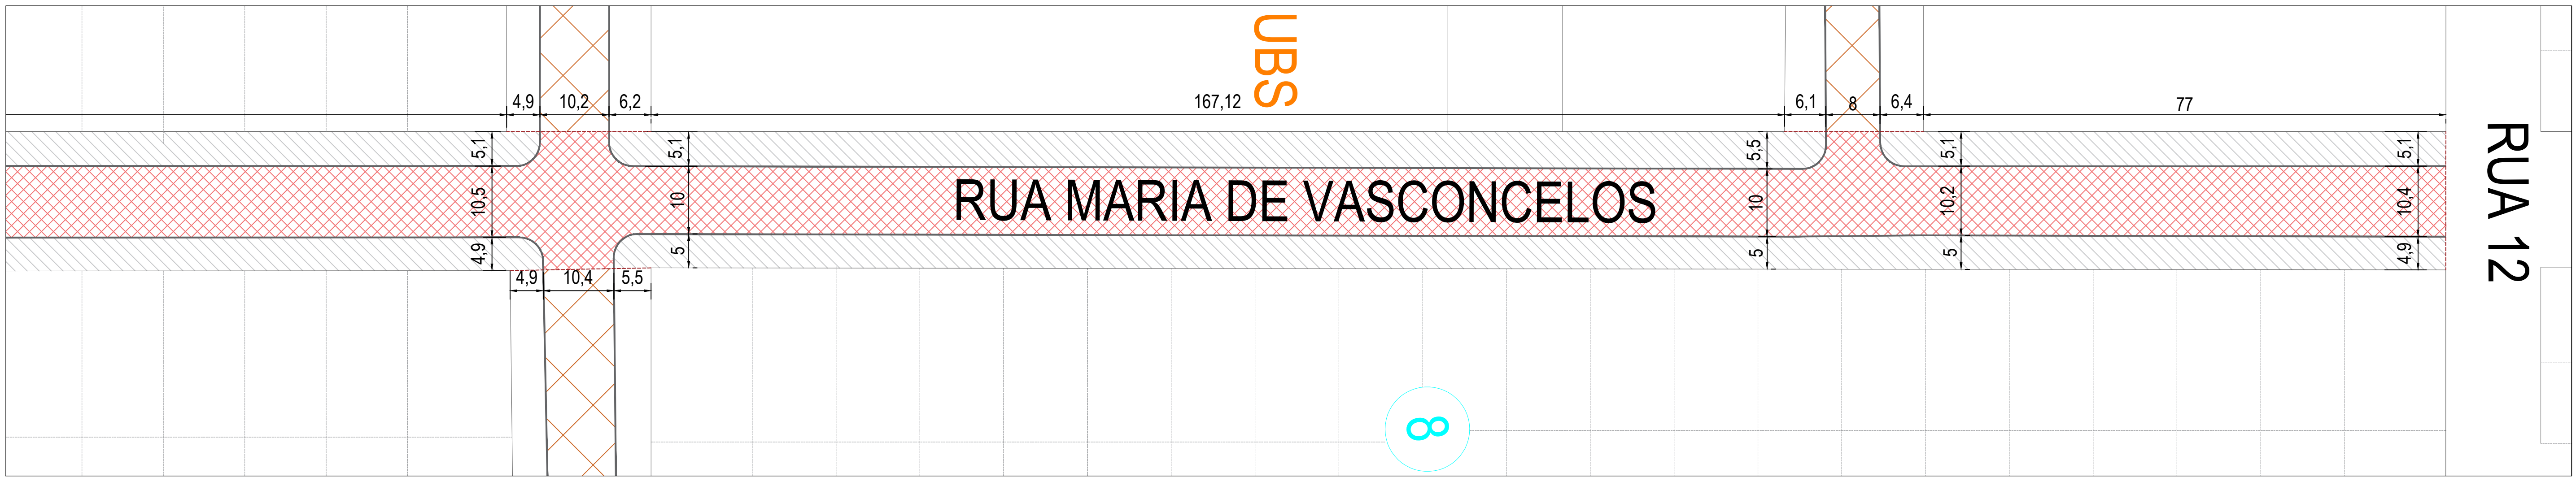 UBS
4,9 10,2 6,2 167,12 6,1 8 6,4 77
5,1 5,1 5,5 5,1 5,1
10,5 10 10 10,2 10,4
RUA MARIA DE VASCONCELOS
4,9 5 5 5 4,9
4,9 10,4 5,5
RUA 12
8